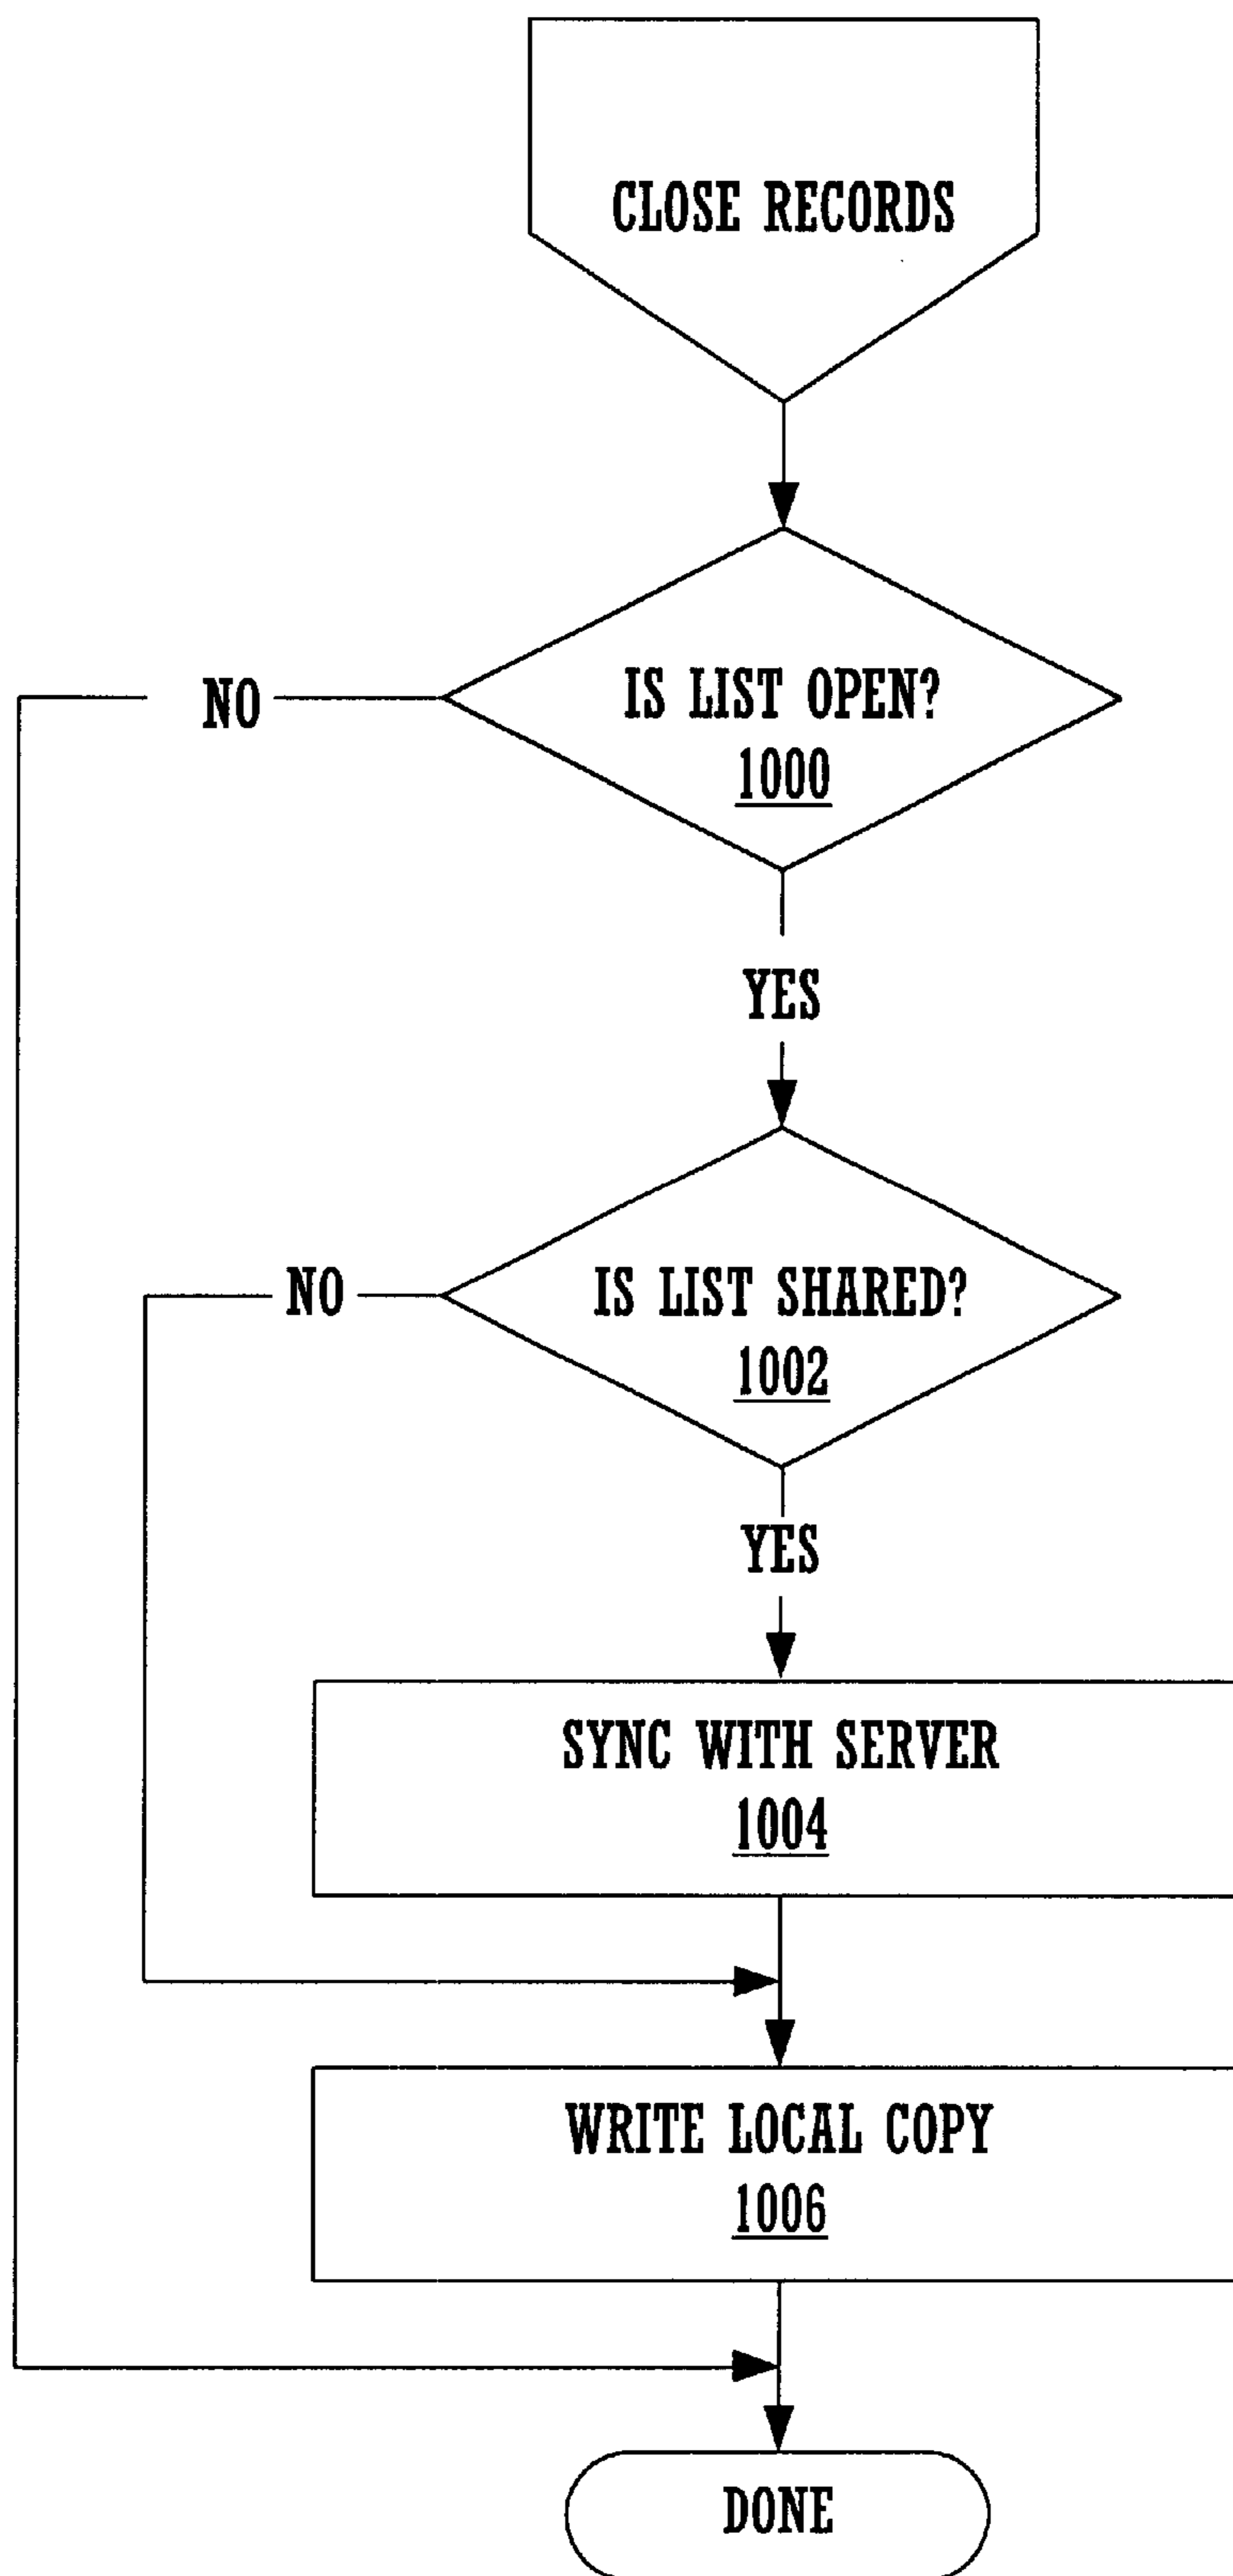 CLOSE RECORDS
IS LIST OPEN?
1000
NO
YES
IS LIST SHARED?
1002
NO
YES
SYNC WITH SERVER
1004
WRITE LOCAL COPY
1006
DONE